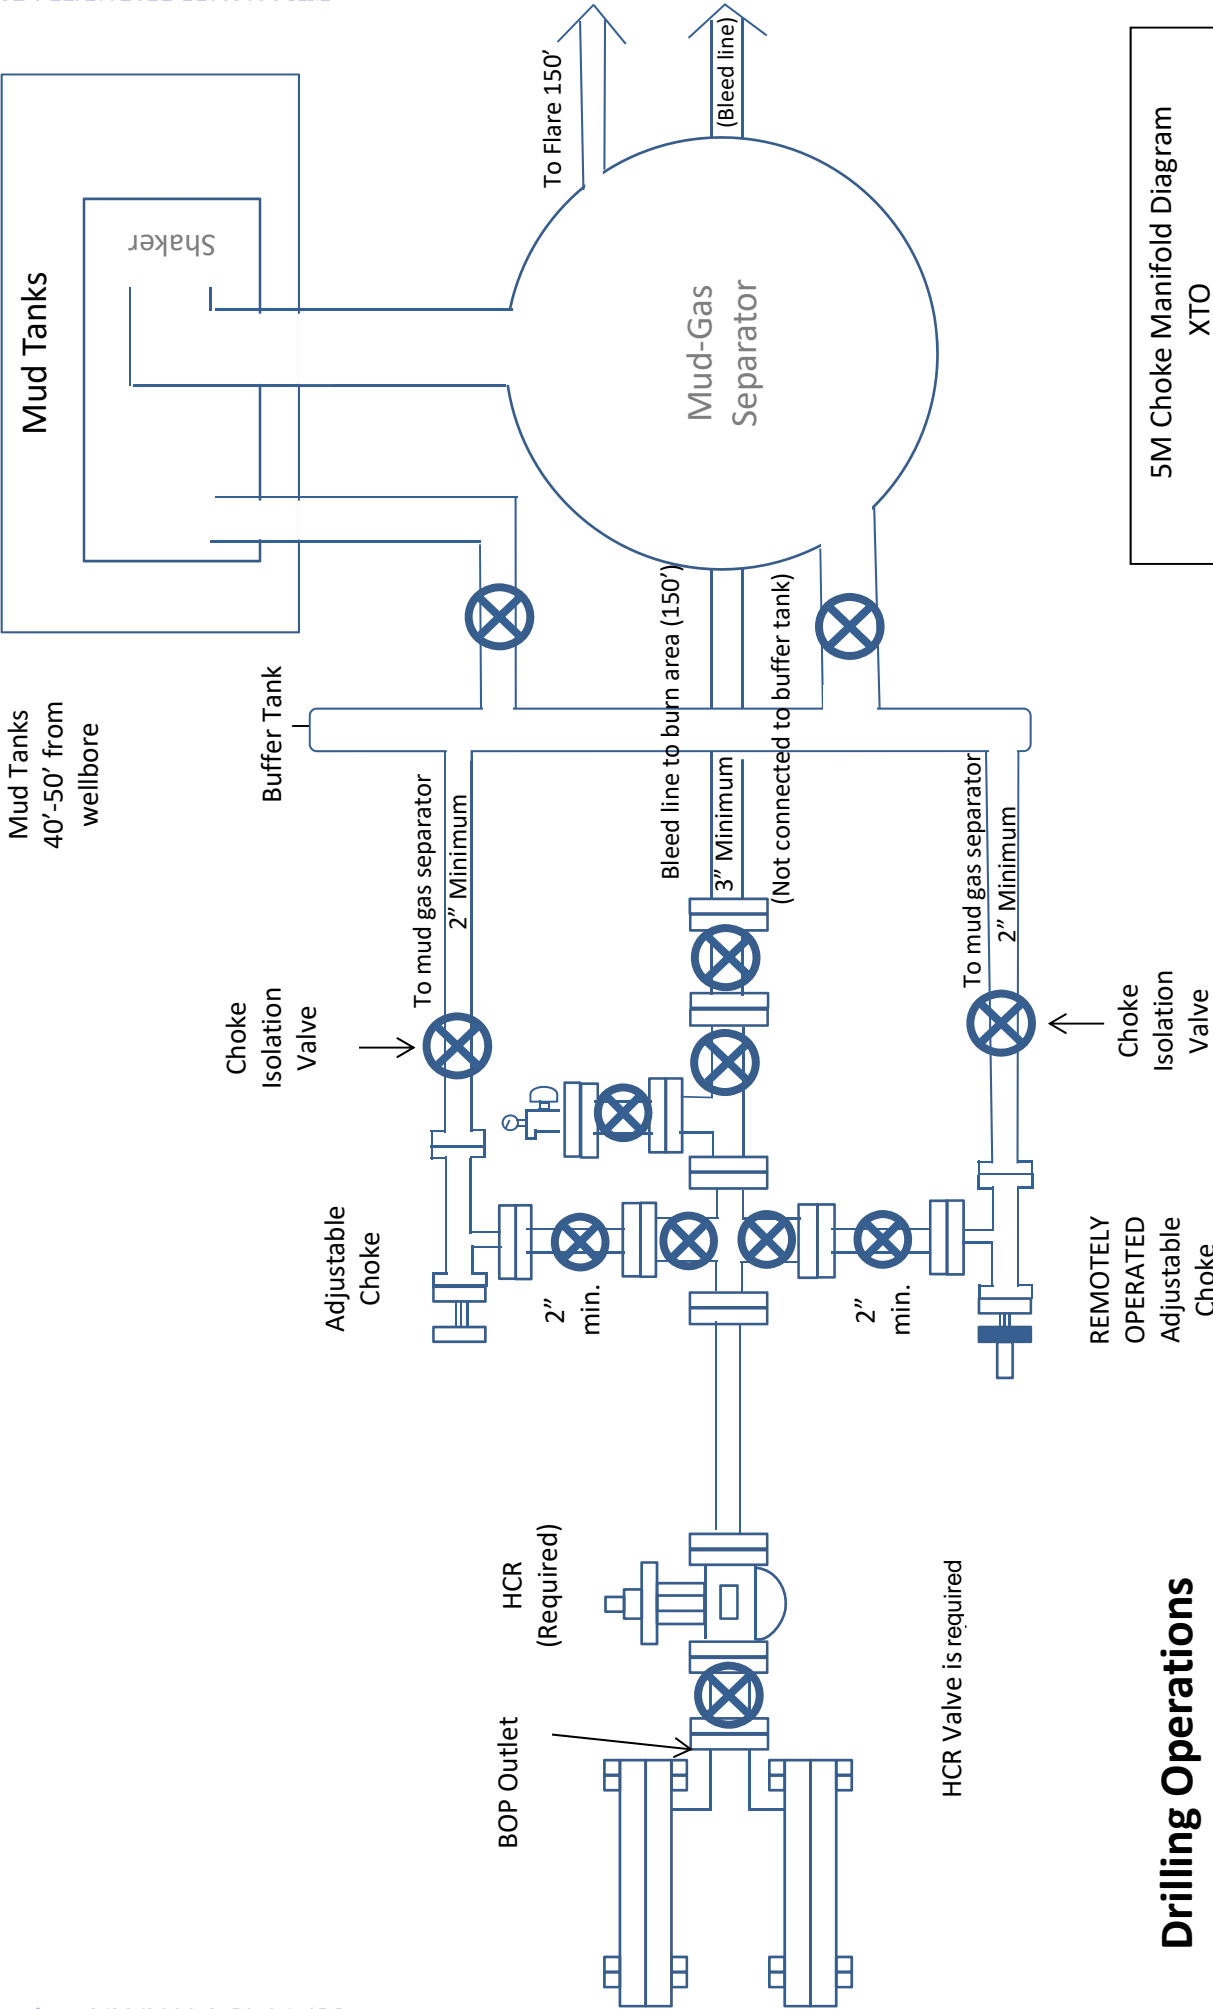 Mud Tanks
Shaker
Mud Tanks
40’-50’ from
wellbore
To Flare 150’
(Bleed line)
Mud-Gas
Separator
Buffer Tank
Bleed line to burn area (150’)
3” Minimum
(Not connected to buffer tank)
To mud gas separator
2” Minimum
To mud gas separator
2” Minimum
Choke
Isolation
Valve
Choke
Isolation
Valve
Adjustable
Choke
2”
min.
2”
min.
REMOTELY
OPERATED
Adjustable
Choke
HCR
(Required)
BOP Outlet
HCR Valve is required
Drilling Operations
5M Choke Manifold Diagram
XTO